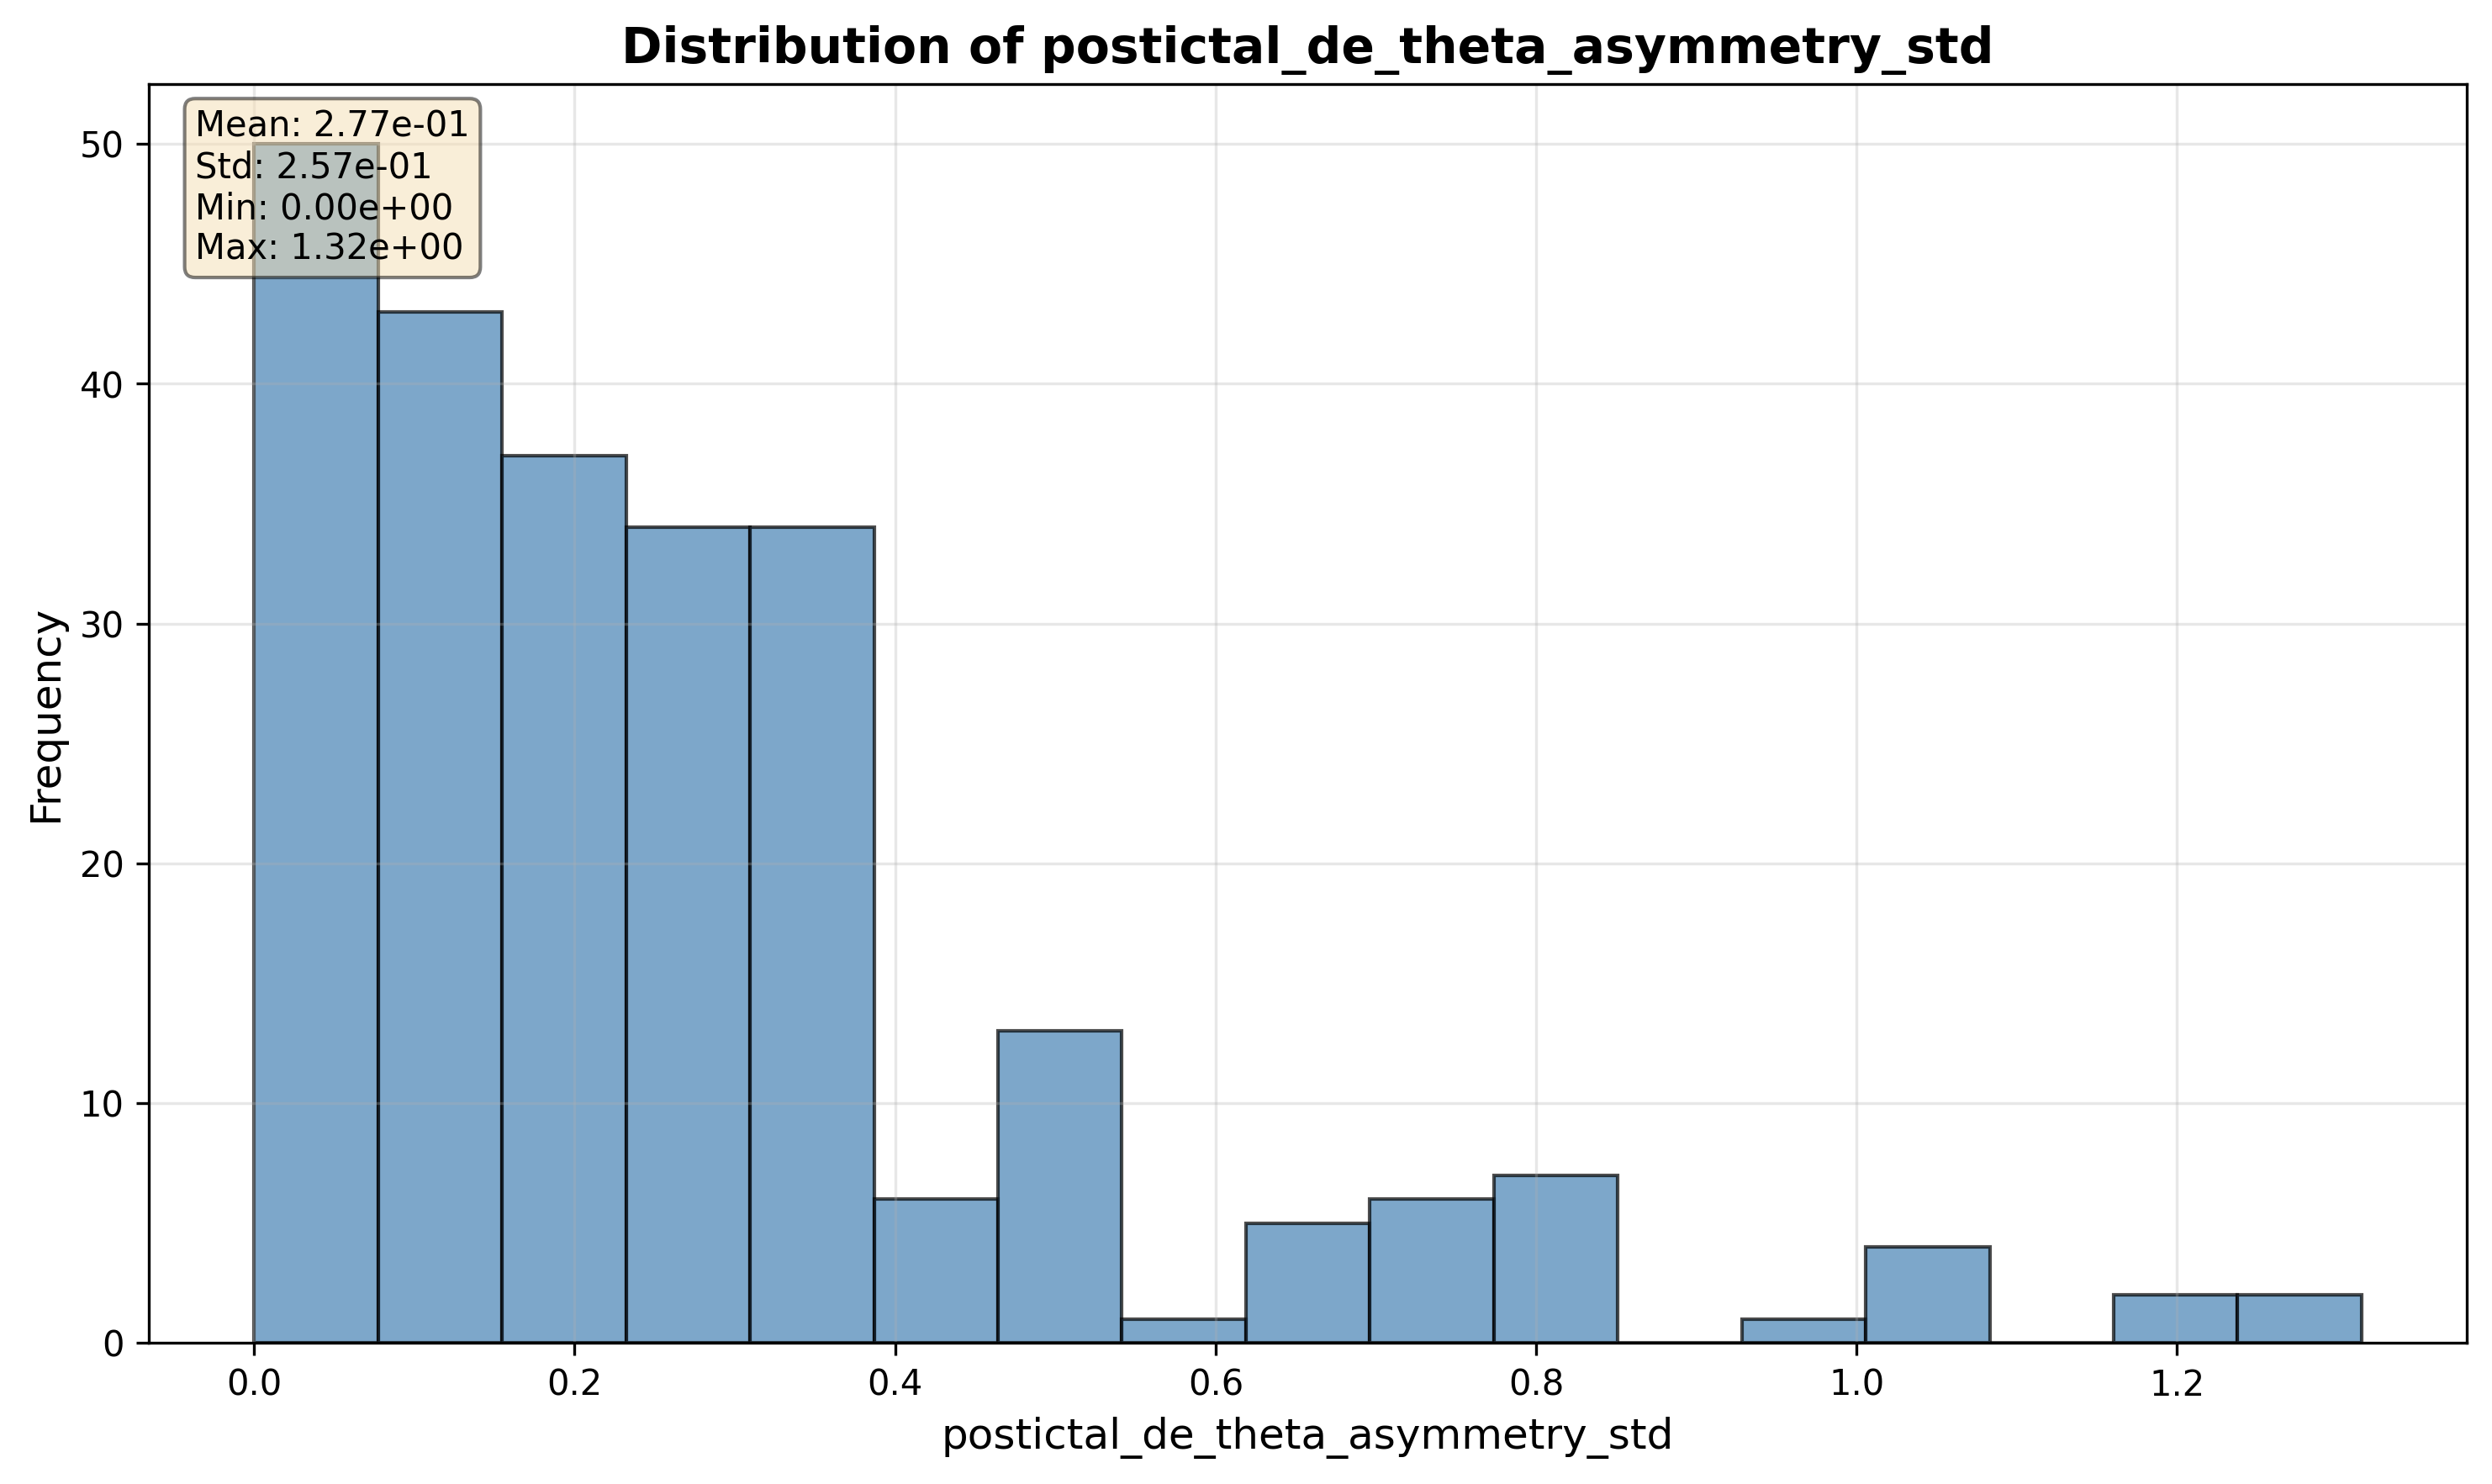 Distribution of postictal_de_theta_asymmetry_std
Mean: 2.77e-01
Std: 2.57e-01
Min: 0.00e+00
Max: 1.32e+00
50
40
30
20
10
0
Frequency
0.0 0.2 0.4 0.6 0.8 1.0 1.2
postictal_de_theta_asymmetry_std